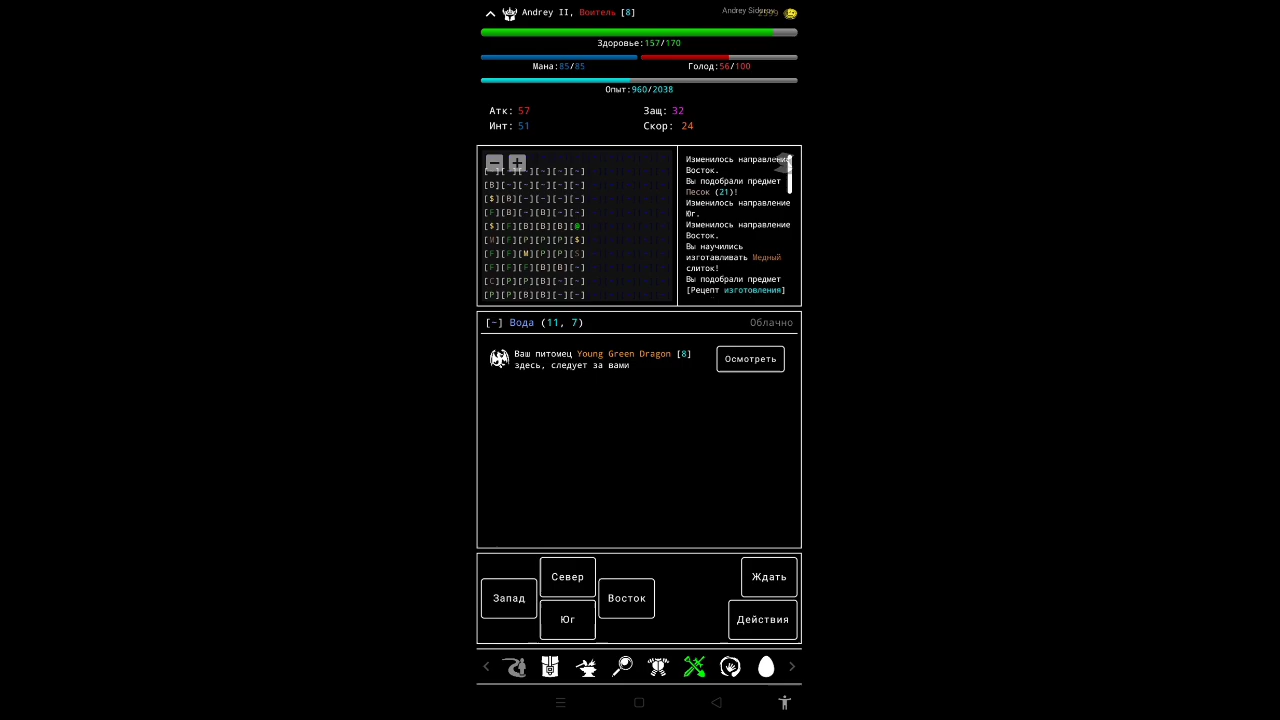 Andrey II, Воитель [8]
Andrey Sidorov
Здоровье:157/170
Мана:85/85
Голод:56/100
Опыт:960/2038
Атк: 57
Защ: 32
Инт: 51
Скор: 24
[B][~][~][~][~][~]
[$][B][~][~][~][~]
[F][B][~][B][~][~]
[$][F][B][B][B][@]
[M][F][P][P][P][$]
[F][F][M][P][P][S]
[F][F][F][B][B][~]
[C][P][P][B][~][~]
[P][P][B][B][~][~]
Изменилось направление
Восток.
Вы подобрали предмет
Песок (21)!
Изменилось направление
Юг.
Изменилось направление
Восток.
Вы научились
изготавливать Медный
слиток!
Вы подобрали предмет
[Рецепт изготовления]
[~] Вода (11, 7)
Облачно
Ваш питомец Young Green Dragon [8]
здесь, следует за вами
Осмотреть
Север
Ждать
Запад
Восток
Юг
Действия